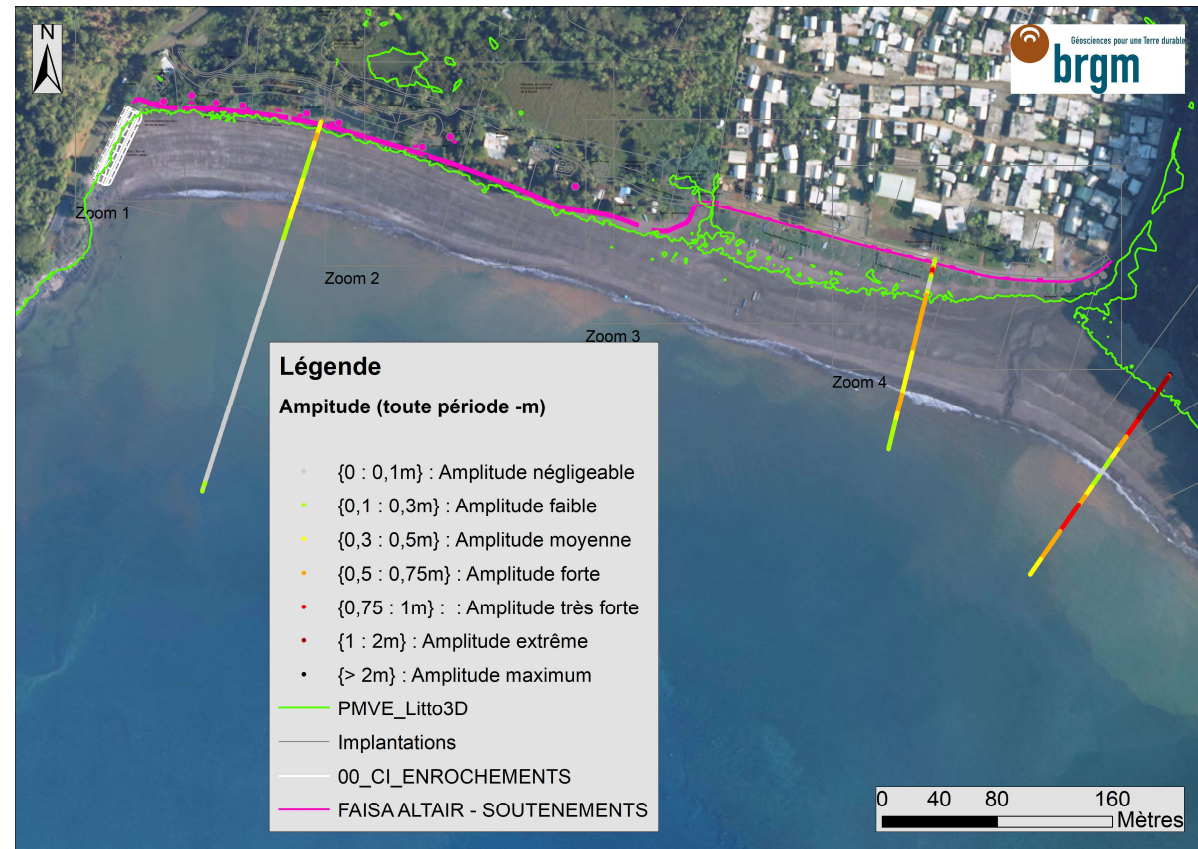 N
Géosciences pour une Terre durable
brgm
Zoom 1
Zoom 2
Zoom 3
Zoom 4
Légende
Ampitude (toute période -m)
{0 : 0,1m} : Amplitude négligeable
{0,1 : 0,3m} : Amplitude faible
{0,3 : 0,5m} : Amplitude moyenne
{0,5 : 0,75m} : Amplitude forte
{0,75 : 1m} : : Amplitude très forte
{1 : 2m} : Amplitude extrême
{> 2m} : Amplitude maximum
PMVE_Litto3D
Implantations
00_CI_ENROCHEMENTS
FAISA ALTAIR - SOUTENEMENTS
0 40 80 160
Mètres